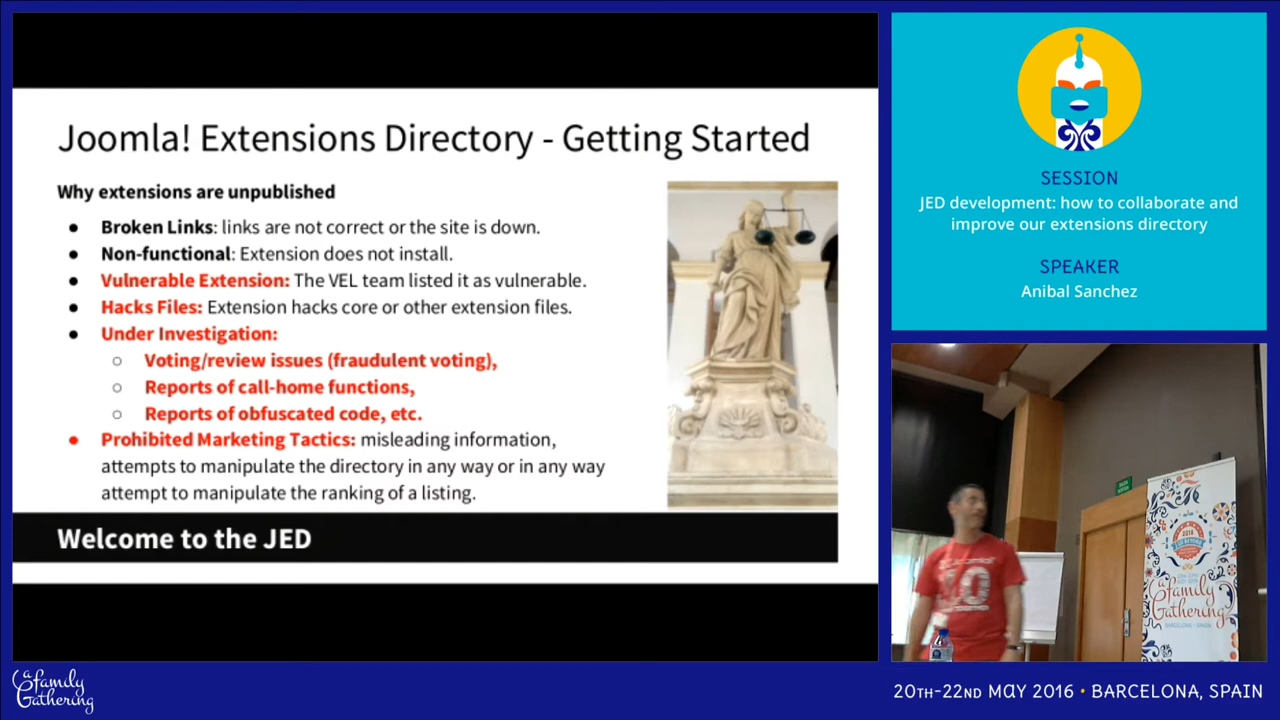 Joomla! Extensions Directory - Getting Started
Why extensions are unpublished
● Broken Links: links are not correct or the site is down.
● Non-functional: Extension does not install.
● Vulnerable Extension: The VEL team listed it as vulnerable.
● Hacks Files: Extension hacks core or other extension files.
● Under Investigation:
○ Voting/review issues (fraudulent voting),
○ Reports of call-home functions,
○ Reports of obfuscated code, etc.
● Prohibited Marketing Tactics: misleading information,
attempts to manipulate the directory in any way or in any way
attempt to manipulate the ranking of a listing.
Welcome to the JED
SESSION
JED development: how to collaborate and
improve our extensions directory
SPEAKER
Anibal Sanchez
a family
Gathering
BARCELONA - SPAIN
a family
Gathering
20TH-22ND MAY 2016 • BARCELONA, SPAIN